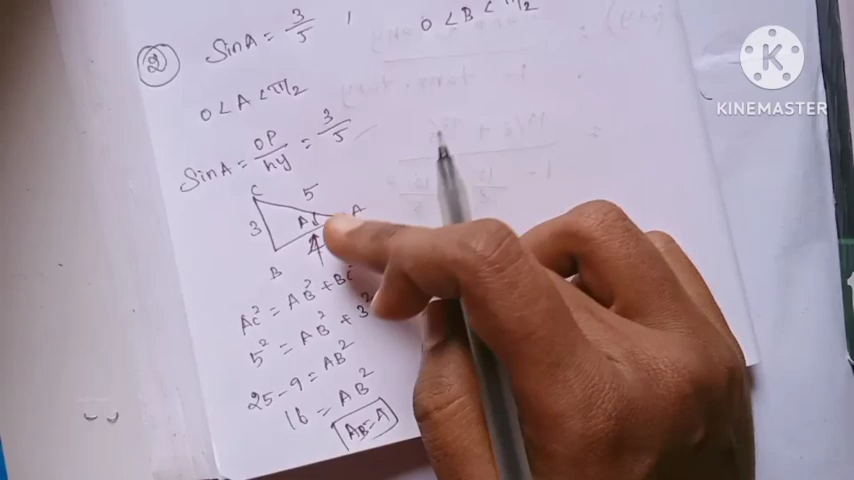 ② SinA = 3/5 , 0 < B < π/2
0 < A < π/2
SinA = OP/hy = 3/5
C 5
3 A A
B
AC² = AB² + BC²
5² = AB² + 3²
25 - 9 = AB²
16 = AB²
AB = 4
K
KINEMASTER